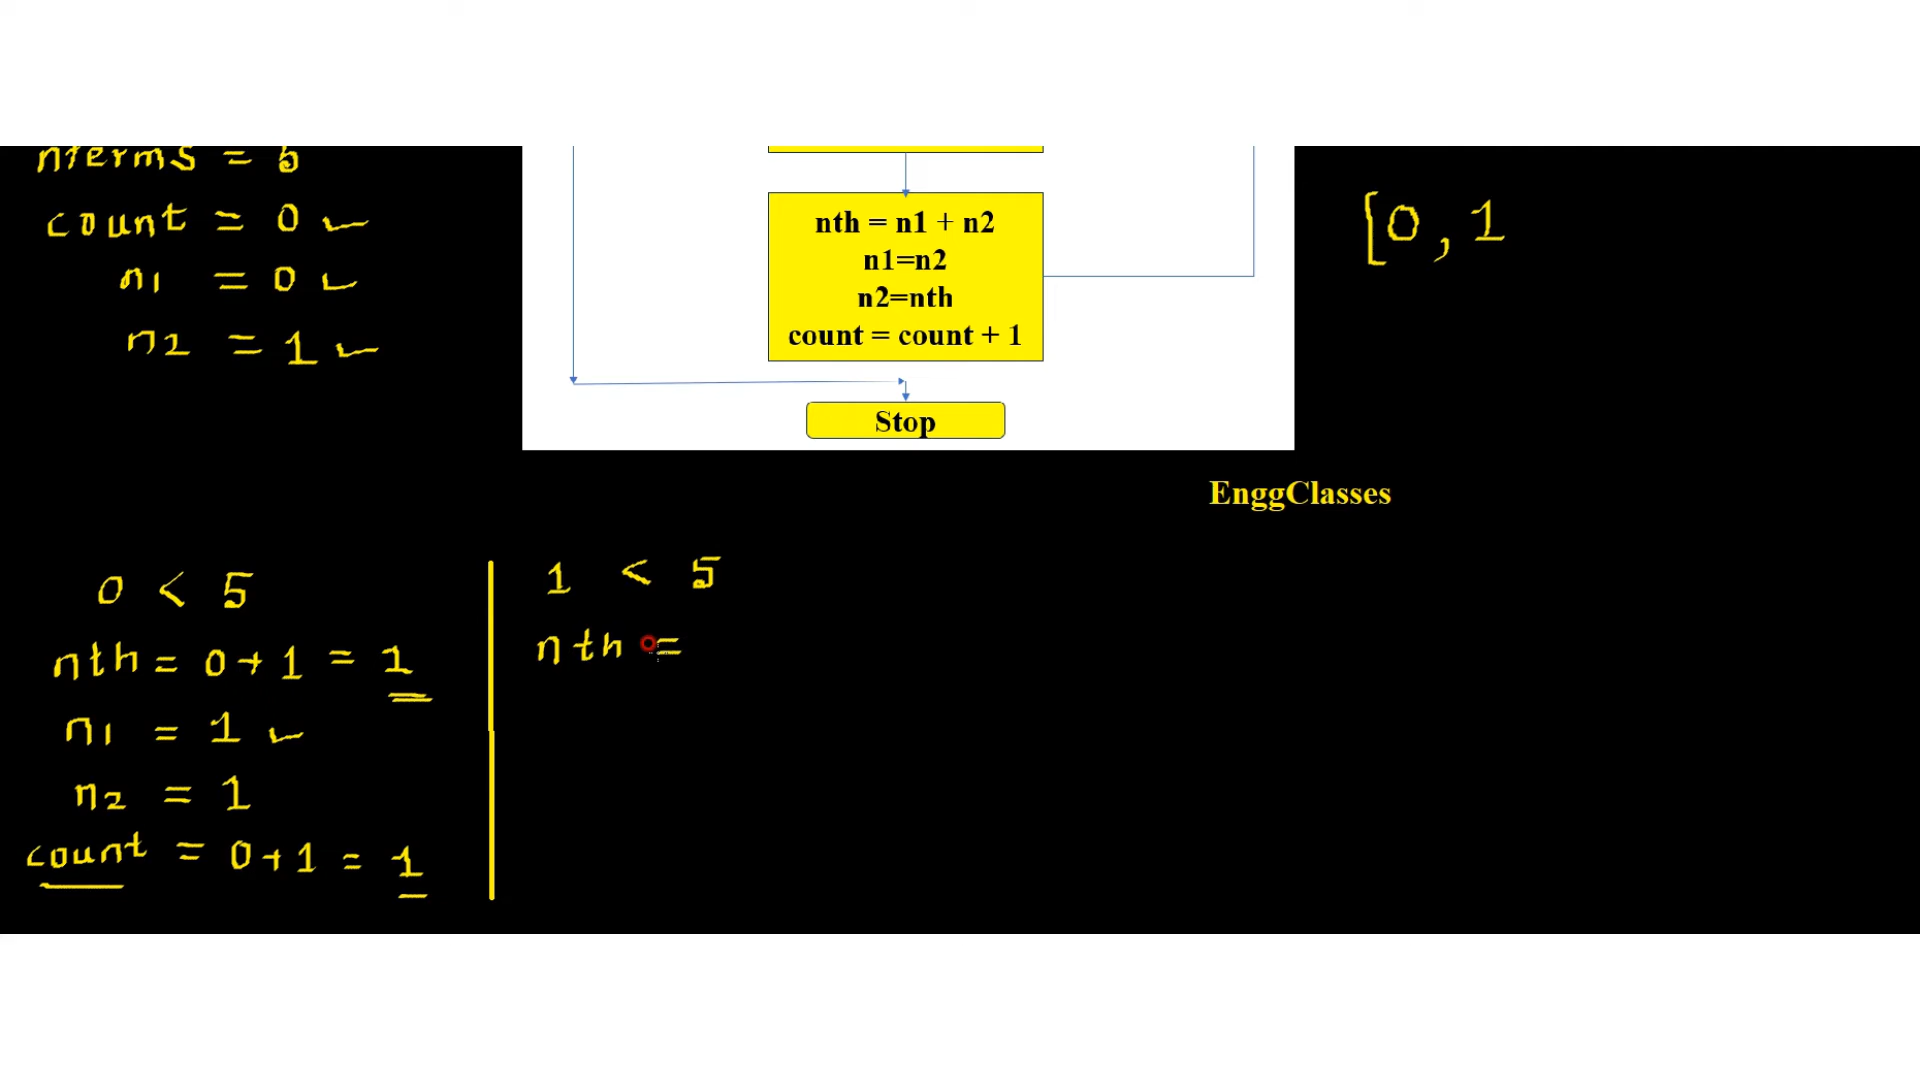 nterms = 5
count = 0
n1 = 0
n2 = 1
nth = n1 + n2
n1=n2
n2=nth
count = count + 1
Stop
[0, 1
EnggClasses
0 < 5
nth = 0+1 = 1
n1 = 1
n2 = 1
count = 0+1 = 1
1 < 5
nth =